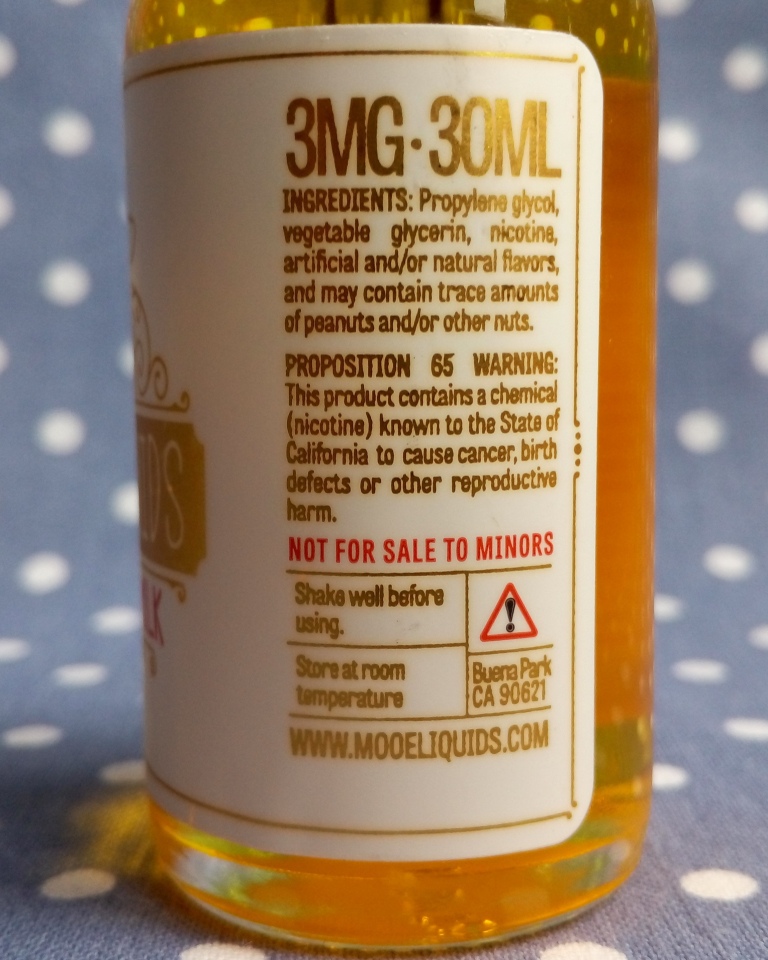 3MG·30ML
INGREDIENTS: Propylene glycol,
vegetable glycerin, nicotine,
artificial and/or natural flavors,
and may contain trace amounts
of peanuts and/or other nuts.
PROPOSITION 65 WARNING:
This product contains a chemical
(nicotine) known to the State of
California to cause cancer, birth
defects or other reproductive
harm.
NOT FOR SALE TO MINORS
Shake well before
using.
Store at room
temperature
Buena Park
CA 90621
WWW.MOOELIQUIDS.COM